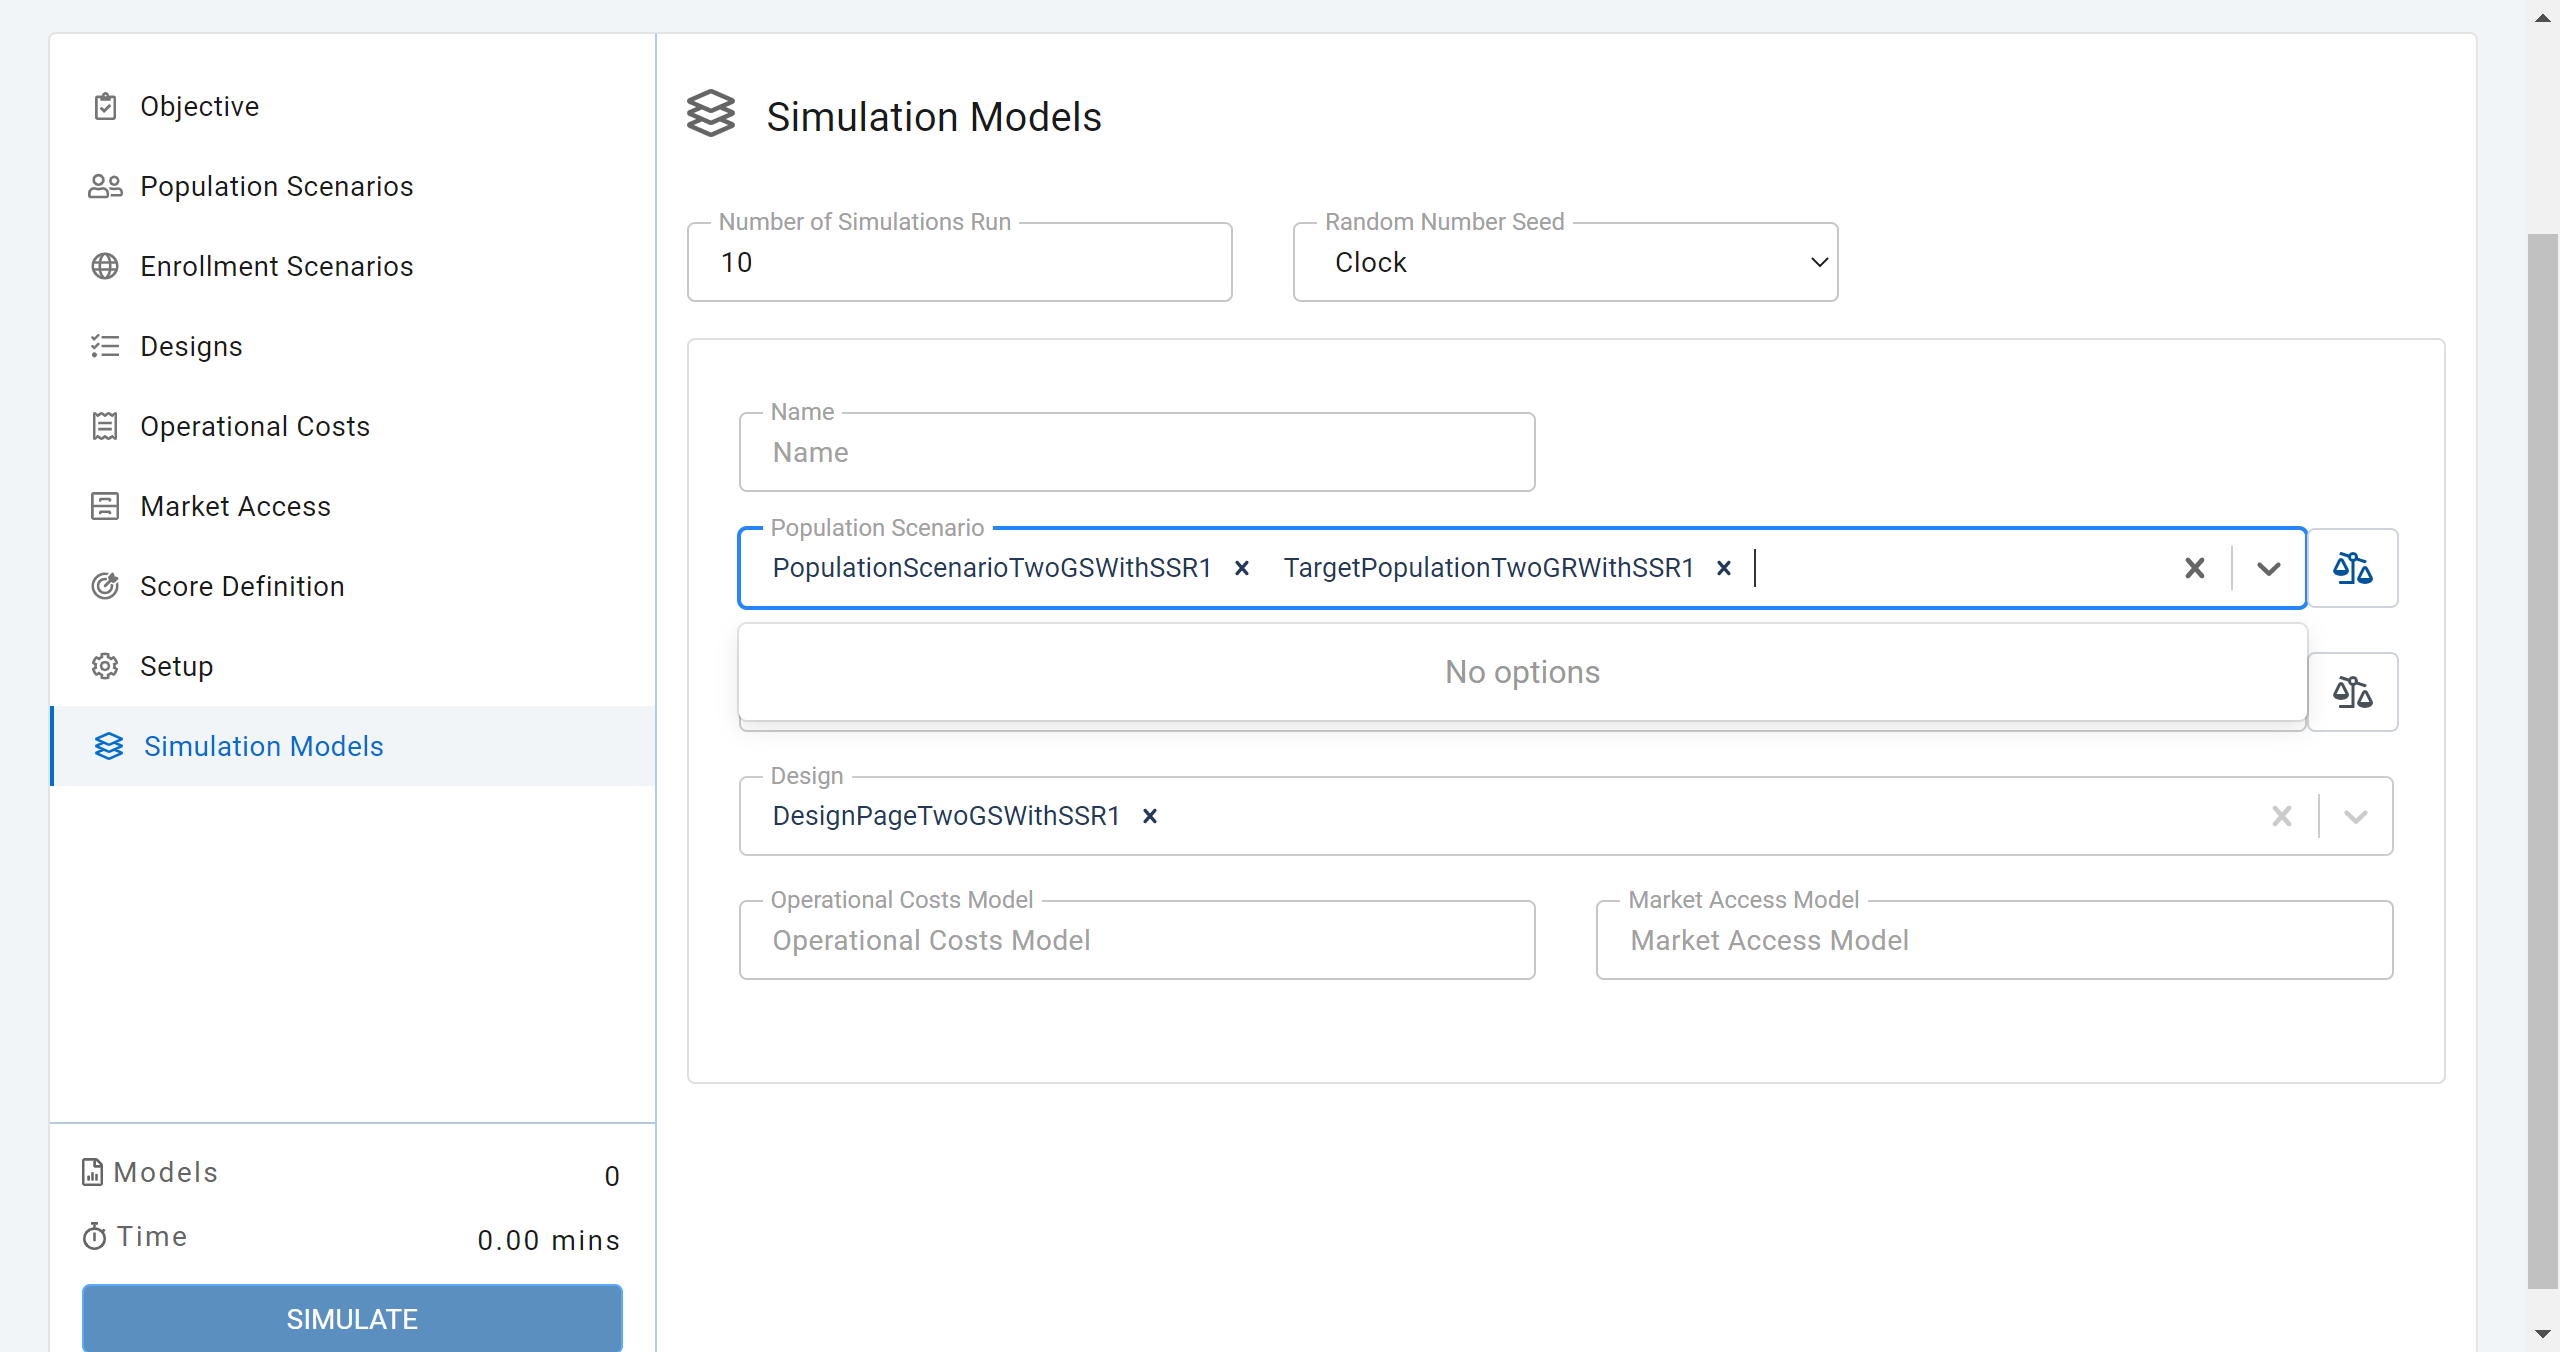 Objective
Population Scenarios
Enrollment Scenarios
Designs
Operational Costs
Market Access
Score Definition
Setup
Simulation Models
Models 0
Time 0.00 mins
SIMULATE
Simulation Models
Number of Simulations Run
10
Random Number Seed
Clock
Name
Name
Population Scenario
PopulationScenarioTwoGSWithSSR1 TargetPopulationTwoGRWithSSR1
No options
Design
DesignPageTwoGSWithSSR1
Operational Costs Model
Operational Costs Model
Market Access Model
Market Access Model